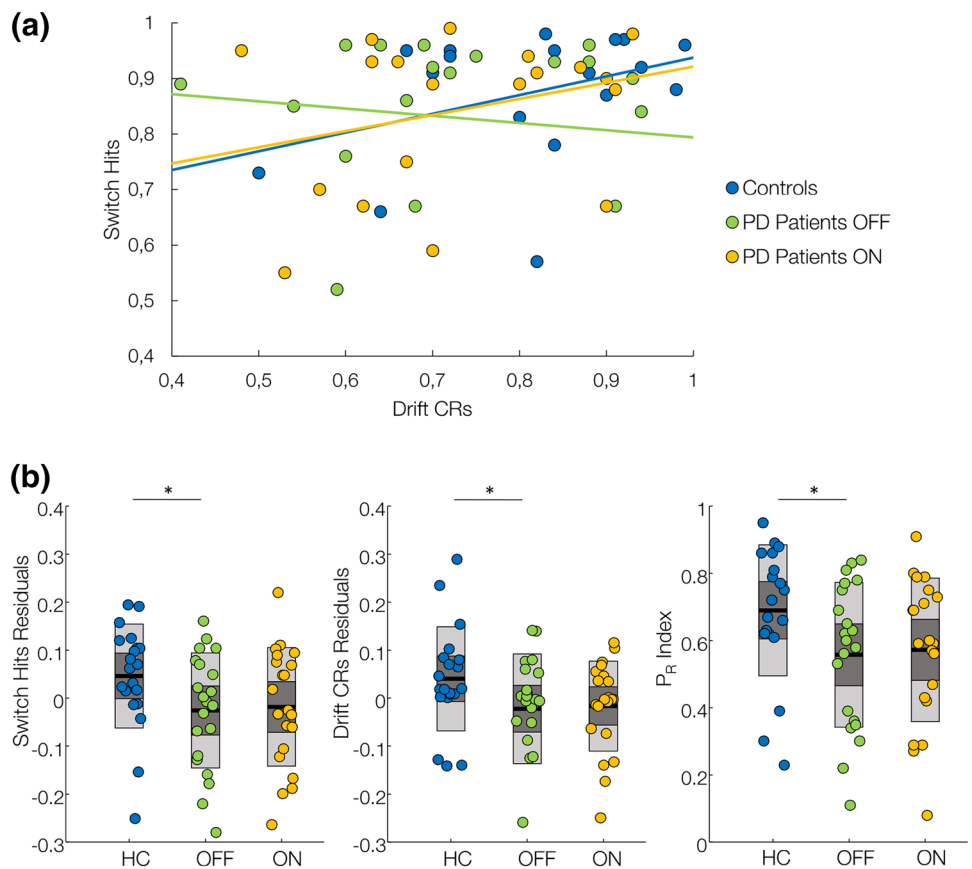 (a)
1
0,9
0,8
0,7
0,6
0,5
0,4
Switch Hits
0,4 0,5 0,6 0,7 0,8 0,9 1
Drift CRs
Controls
PD Patients OFF
PD Patients ON
(b)
*
0.4
0.3
0.2
0.1
-0.0
-0.1
-0.2
-0.3
Switch Hits Residuals
HC OFF ON
*
0.4
0.3
0.2
0.1
-0.0
-0.1
-0.2
-0.3
Drift CRs Residuals
HC OFF ON
*
1
0.8
0.6
0.4
0.2
0
PR Index
HC OFF ON